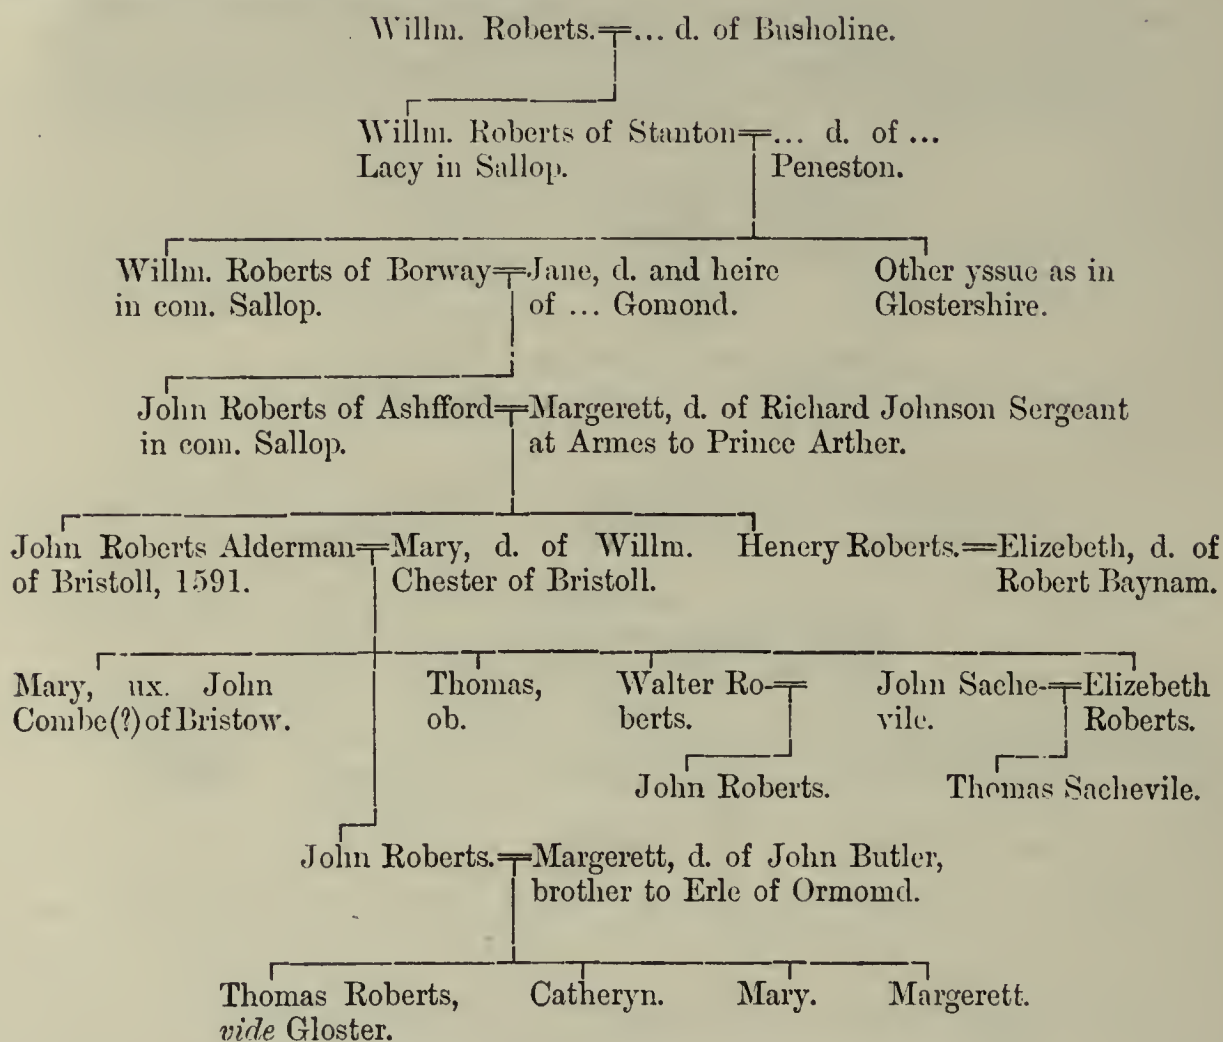 Willm. Roberts.=... d. of Busholine.
Willm. Roberts of Stanton=... d. of ...
Lacy in Sallop. Peneston.
Willm. Roberts of Borway=Jane, d. and heire Other yssue as in
in com. Sallop. of ... Gomond. Glostershire.
John Roberts of Ashfford=Margerett, d. of Richard Johnson Sergeant
in com. Sallop. at Armes to Prince Arther.
John Roberts Alderman=Mary, d. of Willm. Henery Roberts.=Elizebeth, d. of
of Bristoll, 1591. Chester of Bristoll. Robert Baynam.
Mary, ux. John Thomas, Walter Ro-= John Sache-=Elizebeth
Combe(?) of Bristow. ob. berts. vile. Roberts.
John Roberts. Thomas Sachevile.
John Roberts.=Margerett, d. of John Butler,
brother to Erle of Ormomd.
Thomas Roberts, Catheryn. Mary. Margerett.
vide Gloster.